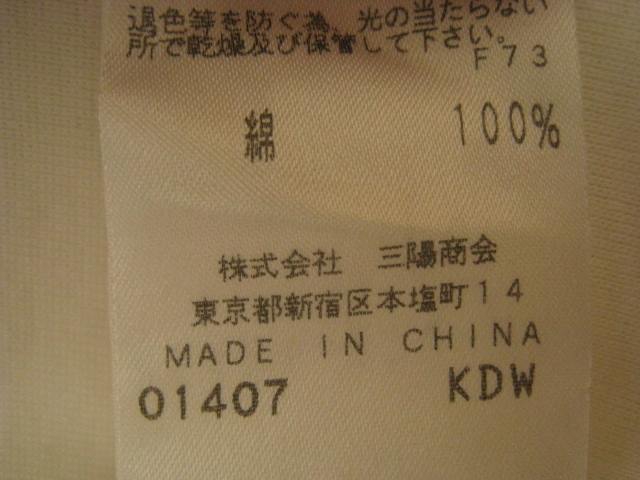 退色等を防ぐ為、光の当たらない
所で乾燥及び保管して下さい。
F73
綿 100%
株式会社 三陽商会
東京都新宿区本塩町14
MADE IN CHINA
01407 KDW